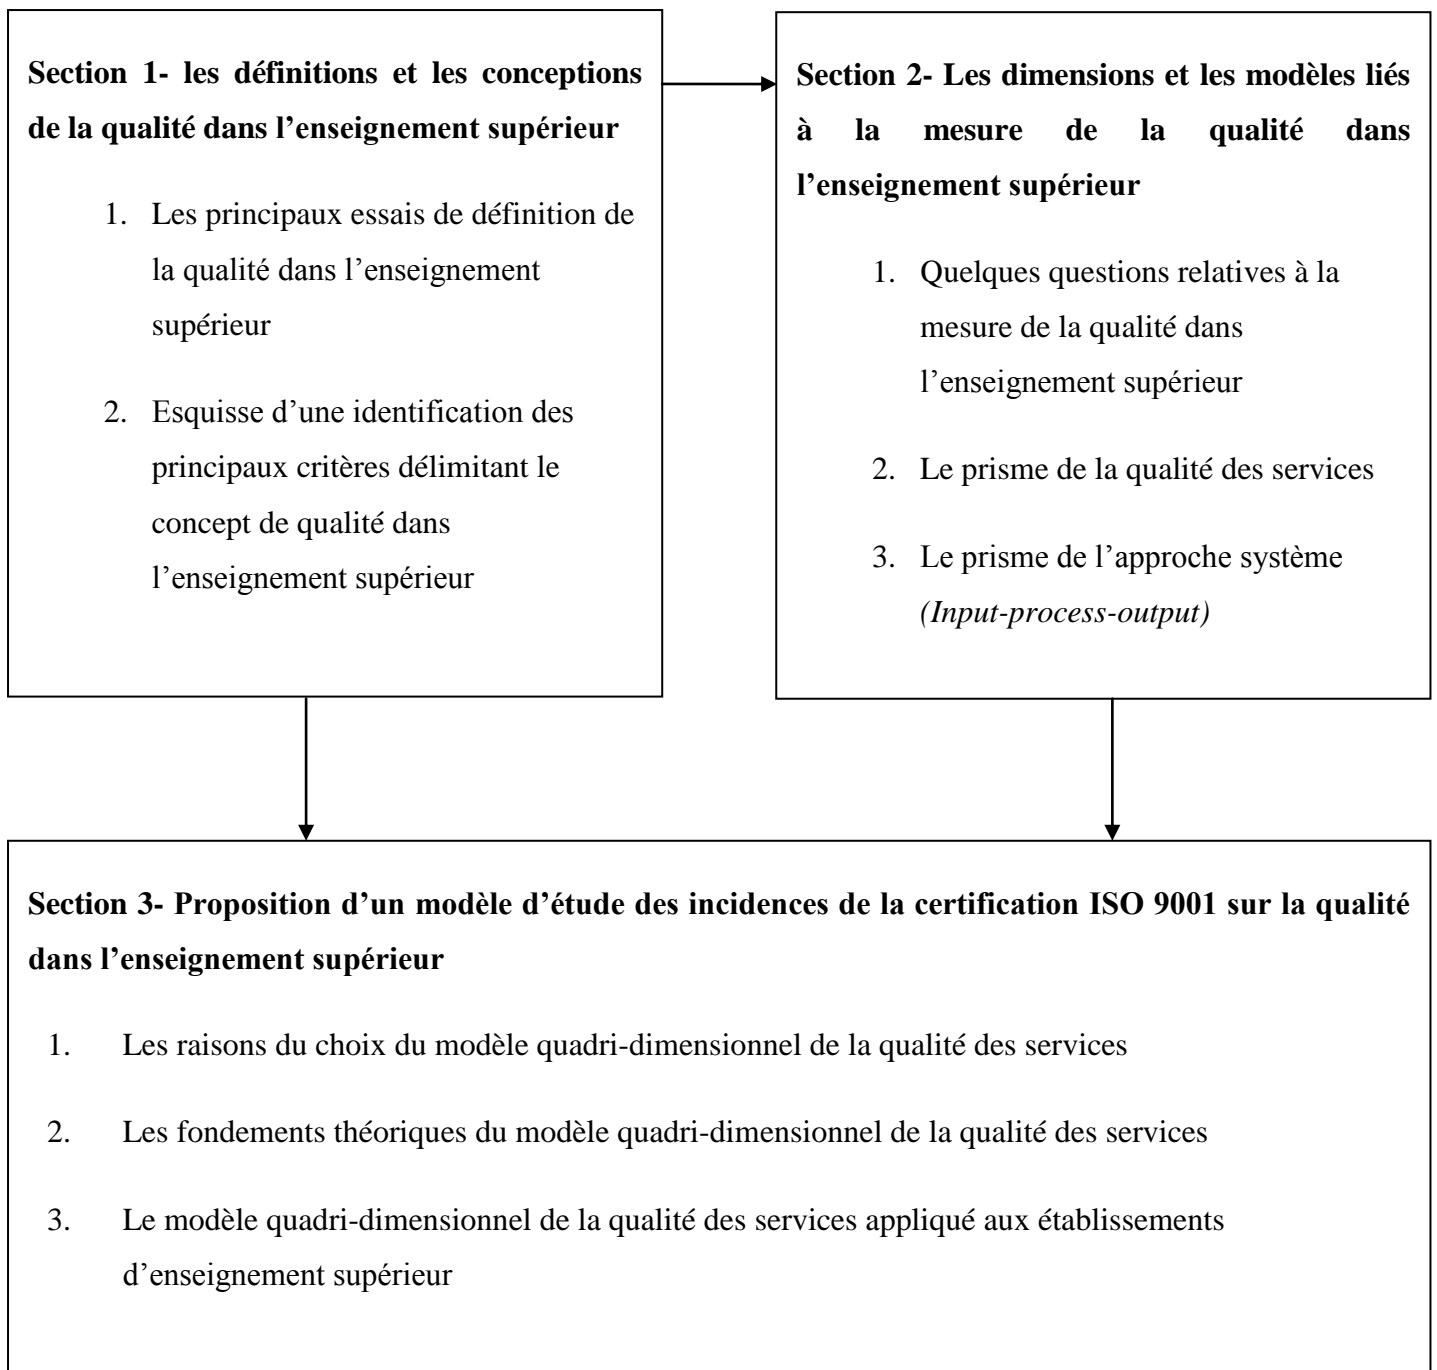 Section 1- les définitions et les conceptions
de la qualité dans l’enseignement supérieur
1. Les principaux essais de définition de
la qualité dans l’enseignement
supérieur
2. Esquisse d’une identification des
principaux critères délimitant le
concept de qualité dans
l’enseignement supérieur
Section 2- Les dimensions et les modèles liés
à la mesure de la qualité dans
l’enseignement supérieur
1. Quelques questions relatives à la
mesure de la qualité dans
l’enseignement supérieur
2. Le prisme de la qualité des services
3. Le prisme de l’approche système
(Input-process-output)
Section 3- Proposition d’un modèle d’étude des incidences de la certification ISO 9001 sur la qualité
dans l’enseignement supérieur
1. Les raisons du choix du modèle quadri-dimensionnel de la qualité des services
2. Les fondements théoriques du modèle quadri-dimensionnel de la qualité des services
3. Le modèle quadri-dimensionnel de la qualité des services appliqué aux établissements
d’enseignement supérieur